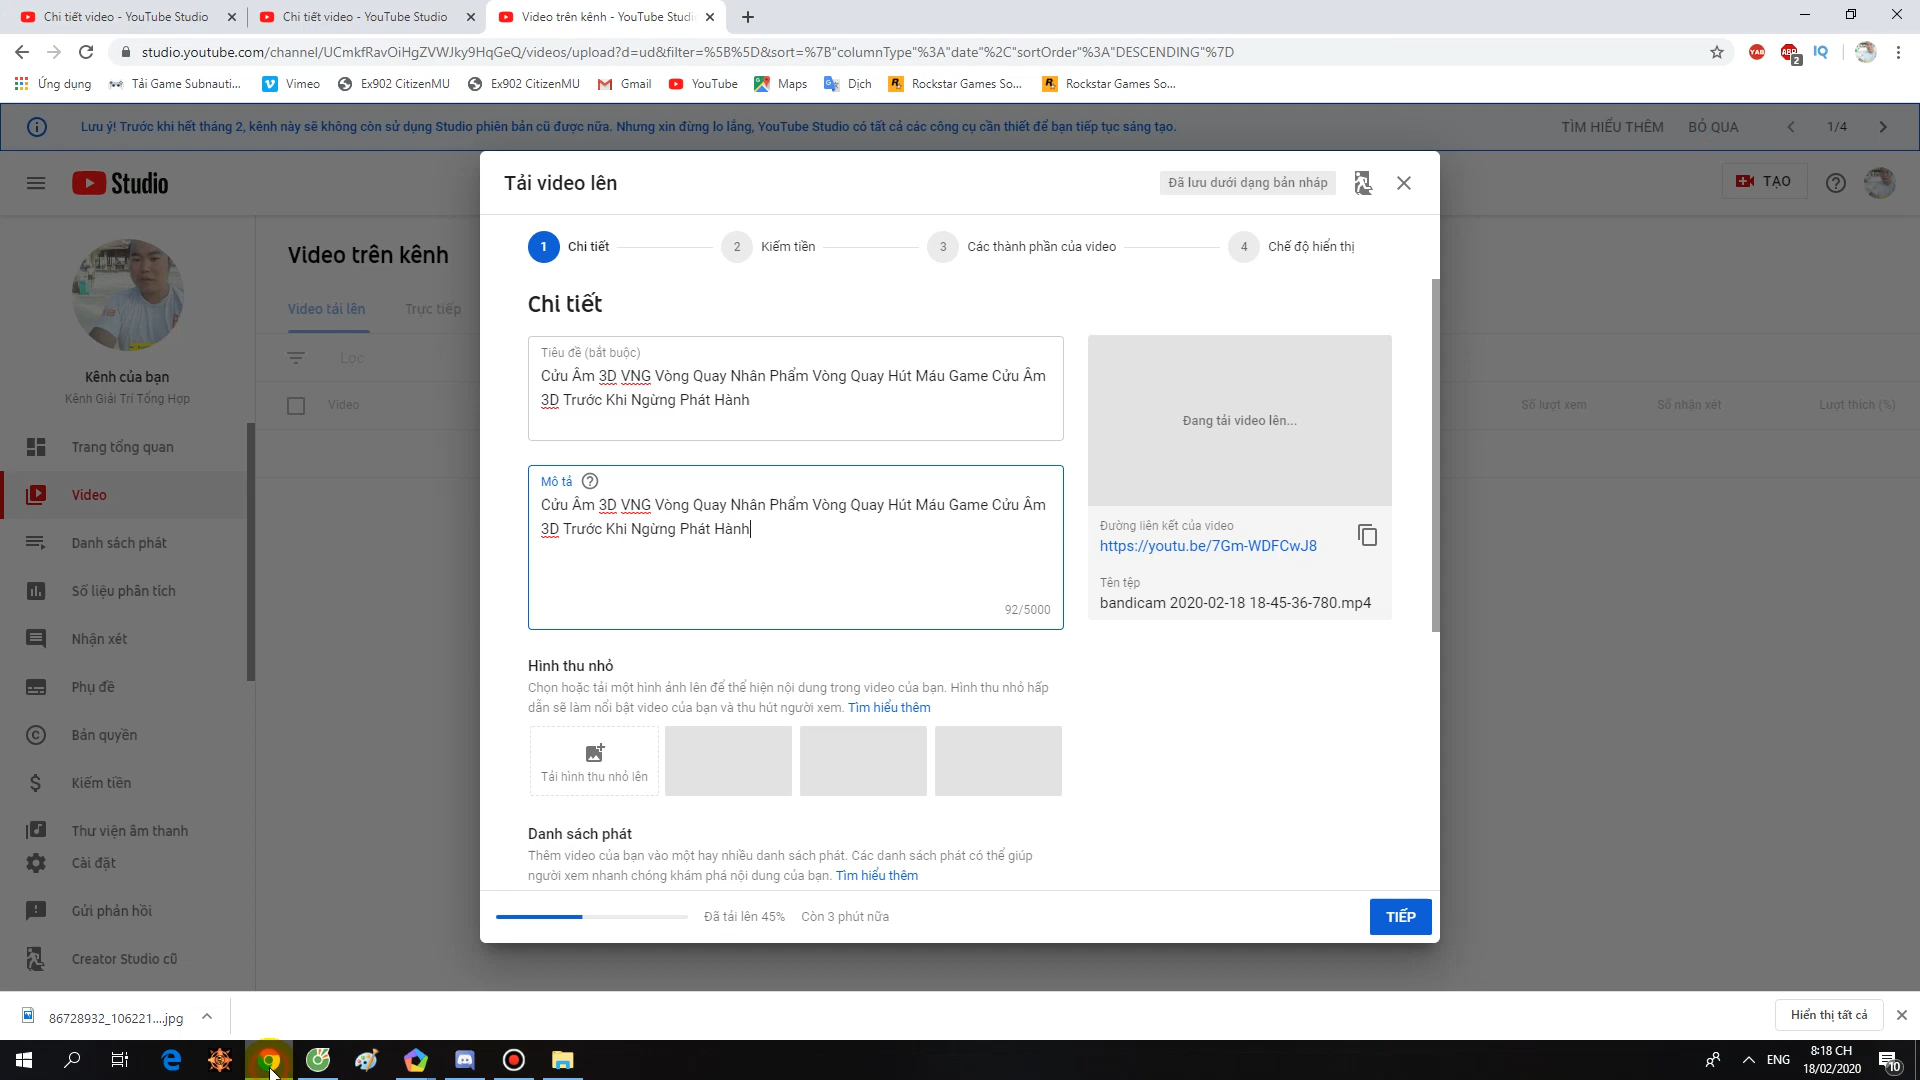 Chi tiết video - YouTube Studio
Chi tiết video - YouTube Studio
Video trên kênh - YouTube Studi
studio.youtube.com/channel/UCmkfRavOiHgZVWJky9HqGeQ/videos/upload?d=ud&filter=%5B%5D&sort=%7B"columnType"%3A"date"%2C"sortOrder"%3A"DESCENDING"%7D
YAB
ABP
2
IQ
Ứng dụng
Tải Game Subnauti...
Vimeo
Ex902 CitizenMU
Ex902 CitizenMU
Gmail
YouTube
Maps
Dịch
Rockstar Games So...
Rockstar Games So...
Lưu ý! Trước khi hết tháng 2, kênh này sẽ không còn sử dụng Studio phiên bản cũ được nữa. Nhưng xin đừng lo lắng, YouTube Studio có tất cả các công cụ cần thiết để bạn tiếp tục sáng tạo.
TÌM HIỂU THÊM
BỎ QUA
1/4
Studio
TẠO
Kênh của bạn
Kênh Giải Trí Tổng Hợp
Trang tổng quan
Video
Danh sách phát
Số liệu phân tích
Nhận xét
Phụ đề
Bản quyền
Kiếm tiền
Thư viện âm thanh
Cài đặt
Gửi phản hồi
Creator Studio cũ
Video trên kênh
Video tải lên
Trực tiếp
Lọc
Video
Số lượt xem
Số nhận xét
Lượt thích (%)
Tải video lên
Đã lưu dưới dạng bản nháp
1
Chi tiết
2
Kiếm tiền
3
Các thành phần của video
4
Chế độ hiển thị
Chi tiết
Tiêu đề (bắt buộc)
Cửu Âm 3D VNG Vòng Quay Nhân Phẩm Vòng Quay Hút Máu Game Cửu Âm
3D Trước Khi Ngừng Phát Hành
Mô tả
Cửu Âm 3D VNG Vòng Quay Nhân Phẩm Vòng Quay Hút Máu Game Cửu Âm
3D Trước Khi Ngừng Phát Hành
92/5000
Đang tải video lên...
Đường liên kết của video
https://youtu.be/7Gm-WDFCwJ8
Tên tệp
bandicam 2020-02-18 18-45-36-780.mp4
Hình thu nhỏ
Chọn hoặc tải một hình ảnh lên để thể hiện nội dung trong video của bạn. Hình thu nhỏ hấp
dẫn sẽ làm nổi bật video của bạn và thu hút người xem. Tìm hiểu thêm
Tải hình thu nhỏ lên
Danh sách phát
Thêm video của bạn vào một hay nhiều danh sách phát. Các danh sách phát có thể giúp
người xem nhanh chóng khám phá nội dung của bạn. Tìm hiểu thêm
Đã tải lên 45%
Còn 3 phút nữa
TIẾP
86728932_106221....jpg
Hiển thị tất cả
ENG
8:18 CH
18/02/2020
10